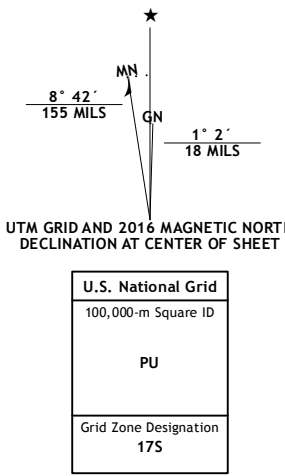 MN
8° 42´
155 MILS
GN
1° 2´
18 MILS
UTM GRID AND 2016 MAGNETIC NORTH
DECLINATION AT CENTER OF SHEET
U.S. National Grid
100,000-m Square ID
PU
Grid Zone Designation
17S